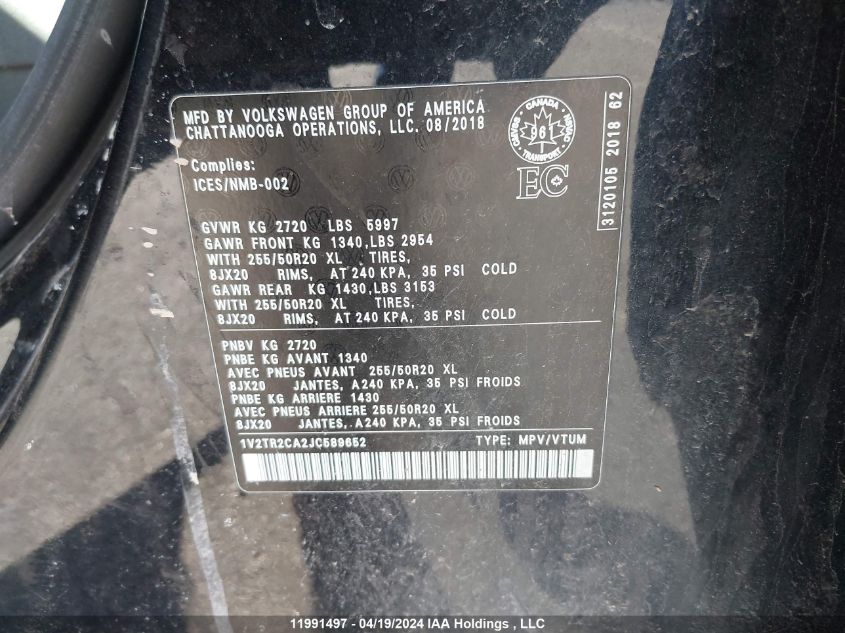 MFD BY VOLKSWAGEN GROUP OF AMERICA
CHATTANOOGA OPERATIONS, LLC. 08/2018
CANADA
961
TRANSPORT
EC
3120105 2018 62
Complies:
ICES/NMB-002
GVWR KG 2720 LBS 5997
GAWR FRONT KG 1340,LBS 2954
WITH 255/50R20 XL TIRES,
8JX20 RIMS, AT 240 KPA, 35 PSI COLD
GAWR REAR KG 1430,LBS 3153
WITH 255/50R20 XL TIRES,
8JX20 RIMS, AT 240 KPA, 35 PSI COLD
PNBV KG 2720
PNBE KG AVANT 1340
AVEC PNEUS AVANT 255/50R20 XL
8JX20 JANTES, A240 KPA, 35 PSI FROIDS
PNBE KG ARRIERE 1430
AVEC PNEUS ARRIERE 255/50R20 XL
8JX20 JANTES, A240 KPA, 35 PSI FROIDS
1V2TR2CA2JC589652 TYPE: MPV/VTUM
11991497 - 04/19/2024 IAA Holdings , LLC